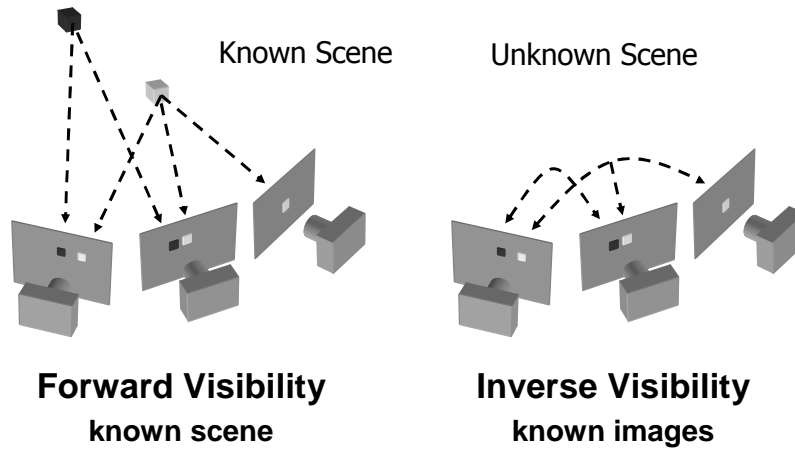 Known Scene
Unknown Scene
Forward Visibility
known scene
Inverse Visibility
known images